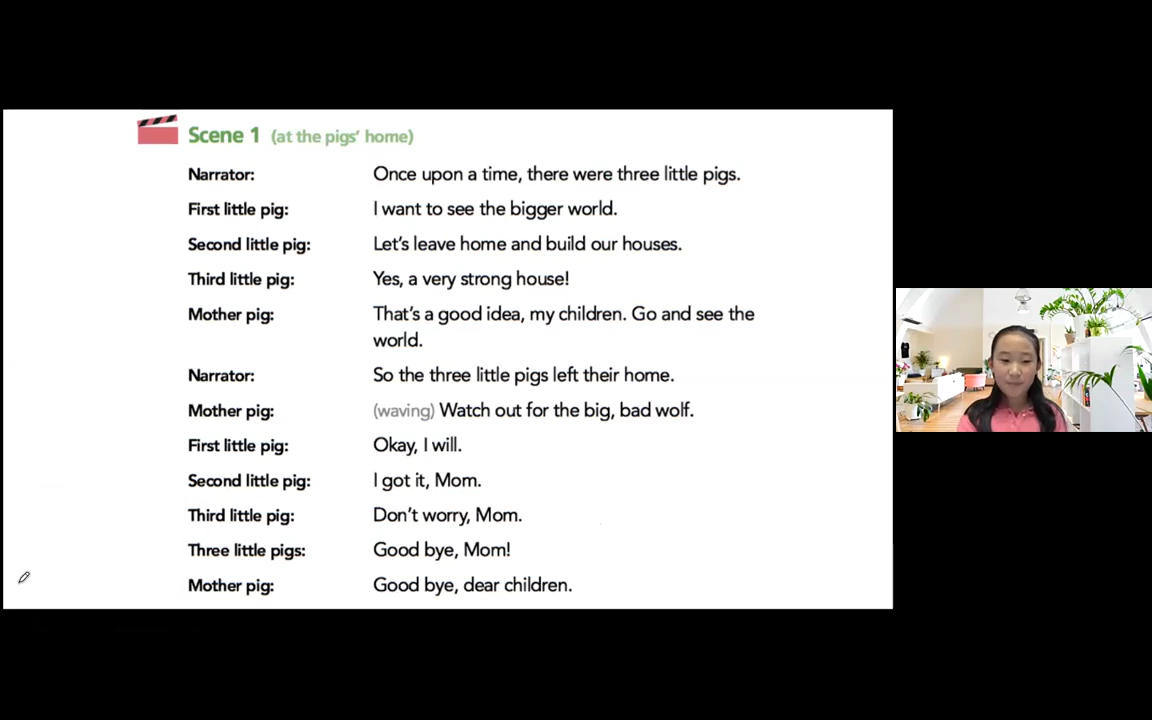 Scene 1 (at the pigs' home)
Narrator: Once upon a time, there were three little pigs.
First little pig: I want to see the bigger world.
Second little pig: Let's leave home and build our houses.
Third little pig: Yes, a very strong house!
Mother pig: That's a good idea, my children. Go and see the
world.
Narrator: So the three little pigs left their home.
Mother pig: (waving) Watch out for the big, bad wolf.
First little pig: Okay, I will.
Second little pig: I got it, Mom.
Third little pig: Don't worry, Mom.
Three little pigs: Good bye, Mom!
Mother pig: Good bye, dear children.